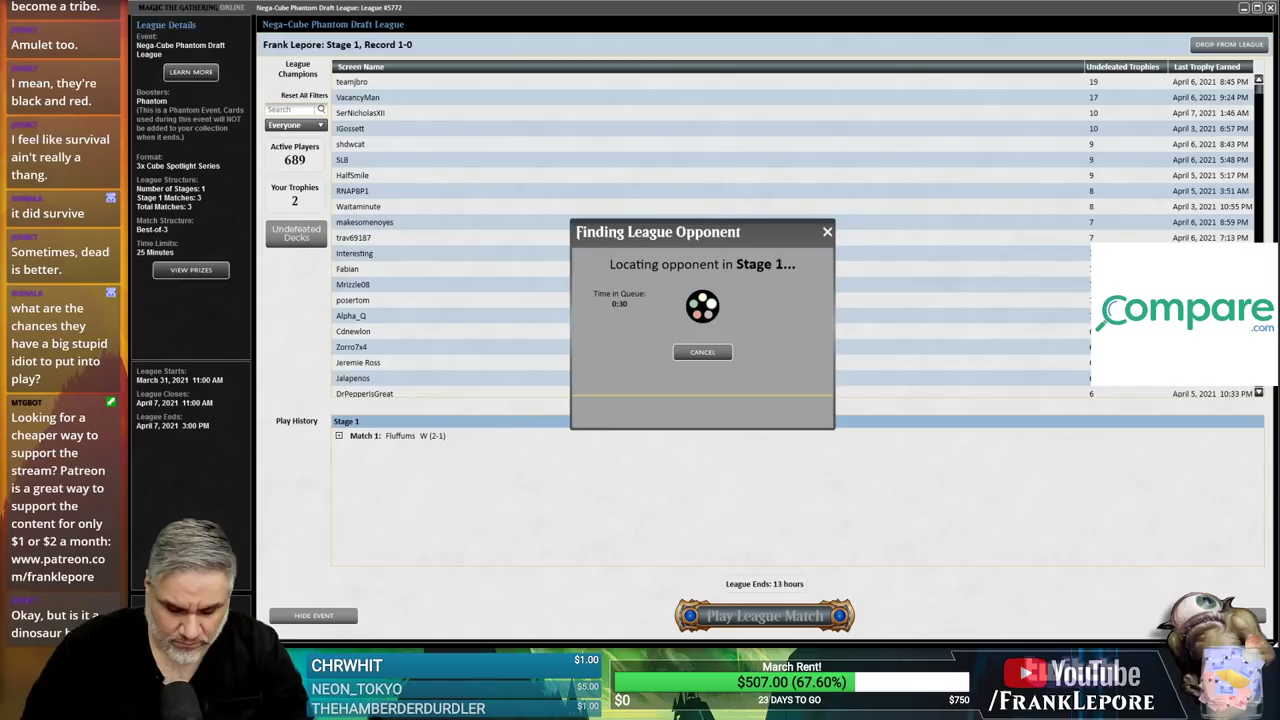 become a tribe.
Amulet too.
I mean, they're
black and red.
I feel like survival
ain't really a
thang.
it did survive
Sometimes, dead
is better.
what are the
chances they
have a big stupid
idiot to put into
play?
MTGBOT
Looking for a
cheaper way to
support the
stream? Patreon
is a great way to
support the
content for only
$1 or $2 a month:
www.patreon.co
m/franklepore
Okay, but is it a
dinosaur
MAGIC THE GATHERING ONLINE
League Details
Event:
Nega-Cube Phantom Draft
League
LEARN MORE
Boosters:
Phantom
(This is a Phantom Event. Cards
used during this event will NOT
be added to your collection
when it ends.)
Format:
3x Cube Spotlight Series
League Structure:
Number of Stages: 1
Stage 1 Matches: 3
Total Matches: 3
Match Structure:
Best-of-3
Time Limits:
25 Minutes
VIEW PRIZES
League Starts:
March 31, 2021 11:00 AM
League Closes:
April 7, 2021 11:00 AM
League Ends:
April 7, 2021 3:00 PM
Nega-Cube Phantom Draft League: League #5772
Nega-Cube Phantom Draft League
Frank Lepore: Stage 1, Record 1-0
DROP FROM LEAGUE
League
Champions
Reset All Filters
Search
Everyone
Active Players
689
Your Trophies
2
Undefeated
Decks
Screen Name Undefeated Trophies Last Trophy Earned
teamjbro 19 April 6, 2021 8:45 PM
VacancyMan 17 April 6, 2021 9:24 PM
SerNicholasXII 10 April 7, 2021 1:46 AM
IGossett 10 April 3, 2021 6:57 PM
shdwcat 9 April 6, 2021 8:45 PM
SLB 9 April 6, 2021 5:48 PM
HalfSmile 9 April 5, 2021 5:17 PM
RNAPBP1 8 April 5, 2021 3:51 AM
Waitaminute 8 April 3, 2021 10:55 PM
makesomenoyes 7 April 6, 2021 8:59 PM
trav69187 7 April 6, 2021 7:13 PM
Interesting
Fabian
Mrizzle08
posertom
Alpha_Q
Cdnewlon
Zorro7x4
Jeremie Ross
Jalapenos
DrPepperIsGreat 6 April 5, 2021 10:33 PM
Finding League Opponent
Locating opponent in Stage 1...
Time in Queue:
0:30
CANCEL
Compare
.com
Play History
Stage 1
Match 1: Fluffums W (2-1)
League Ends: 13 hours
HIDE EVENT
Play League Match
CHRWHIT $1.00
NEON_TOKYO $5.00
THEHAMBERDERDURDLER $1.00
March Rent!
$507.00 (67.60%)
$0 23 DAYS TO GO $750
YouTube
/FRANKLEPORE